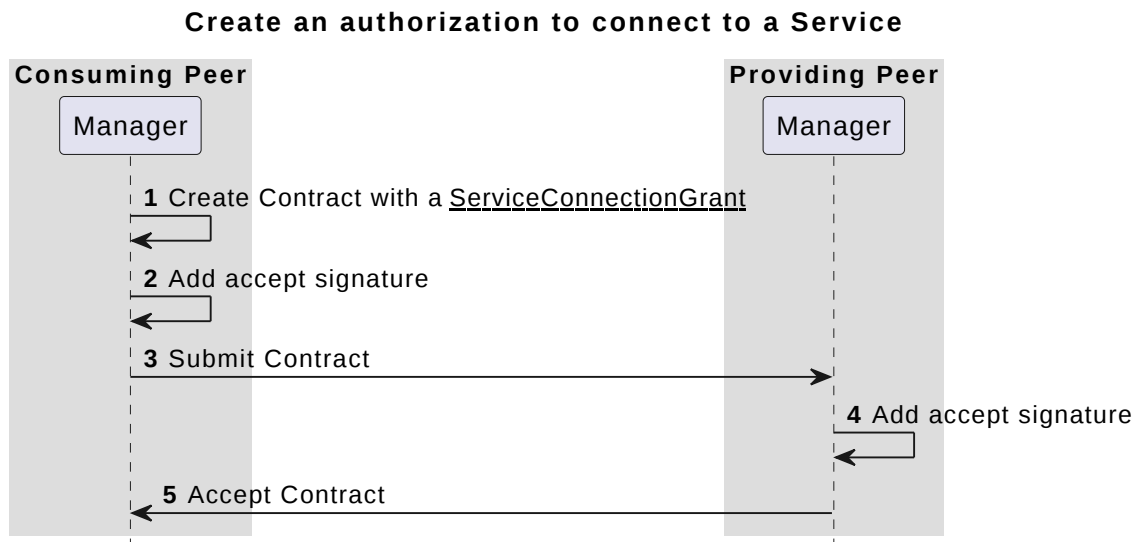 Create an authorization to connect to a Service
Consuming Peer
Providing Peer
Manager
Manager
1 Create Contract with a ServiceConnectionGrant
2 Add accept signature
3 Submit Contract
4 Add accept signature
5 Accept Contract